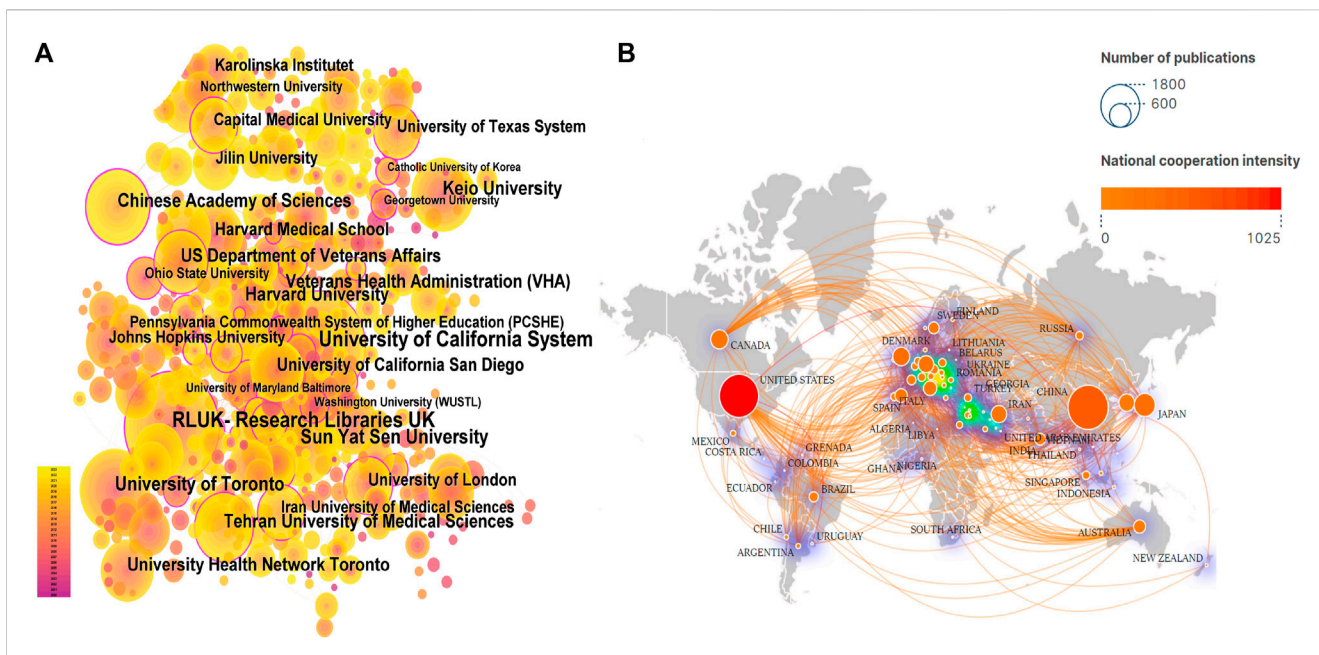 A
Karolinska Institutet
Northwestern University
Capital Medical University
University of Texas System
Jilin University
Catholic University of Korea
Keio University
Chinese Academy of Sciences
Georgetown University
Harvard Medical School
US Department of Veterans Affairs
Ohio State University
Veterans Health Administration (VHA)
Harvard University
Pennsylvania Commonwealth System of Higher Education (PCSHE)
Johns Hopkins University
University of California System
University of California San Diego
University of Maryland Baltimore
Washington University (WUSTL)
RLUK- Research Libraries UK
Sun Yat Sen University
University of Toronto
University of London
Iran University of Medical Sciences
Tehran University of Medical Sciences
University Health Network Toronto
B
Number of publications
1800
600
National cooperation intensity
0
1025
FINLAND
SWEDEN
RUSSIA
CANADA
DENMARK
LITHUANIA
BELARUS
UKRAINE
ROMANIA
UNITED STATES
GEORGIA
CHINA
TURKEY
SPAIN
ITALY
IRAN
JAPAN
MEXICO
ALGERIA
COSTA RICA
GRENADA
LIBYA
UNITED ARAB EMIRATES
VIETNAM
INDIA
THAILAND
COLOMBIA
GHANA
NIGERIA
ECUADOR
BRAZIL
SINGAPORE
INDONESIA
CHILE
URUGUAY
SOUTH AFRICA
AUSTRALIA
ARGENTINA
NEW ZEALAND